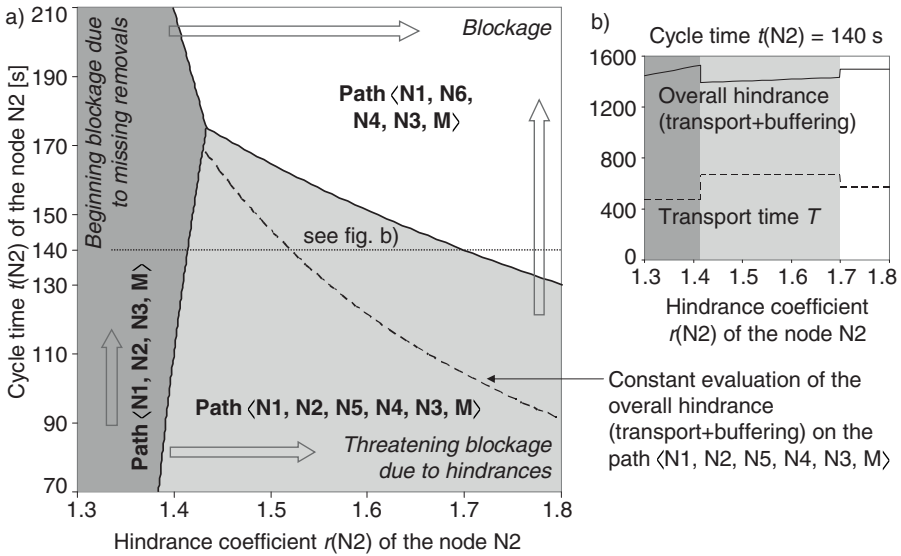 a)
210
190
170
150
140
130
110
90
70
Cycle time t(N2) of the node N2 [s]
Beginning blockage due
to missing removals
Blockage
Path ⟨N1, N6,
N4, N3, M⟩
see fig. b)
Path ⟨N1, N2, N3, M⟩
Path ⟨N1, N2, N5, N4, N3, M⟩
Threatening blockage
due to hindrances
1.3 1.4 1.5 1.6 1.7 1.8
Hindrance coefficient r(N2) of the node N2
b)
Cycle time t(N2) = 140 s
1600
1200
800
400
0
Overall hindrance
(transport+buffering)
Transport time T
1.3 1.4 1.5 1.6 1.7 1.8
Hindrance coefficient
r(N2) of the node N2
Constant evaluation of the
overall hindrance
(transport+buffering) on the
path ⟨N1, N2, N5, N4, N3, M⟩